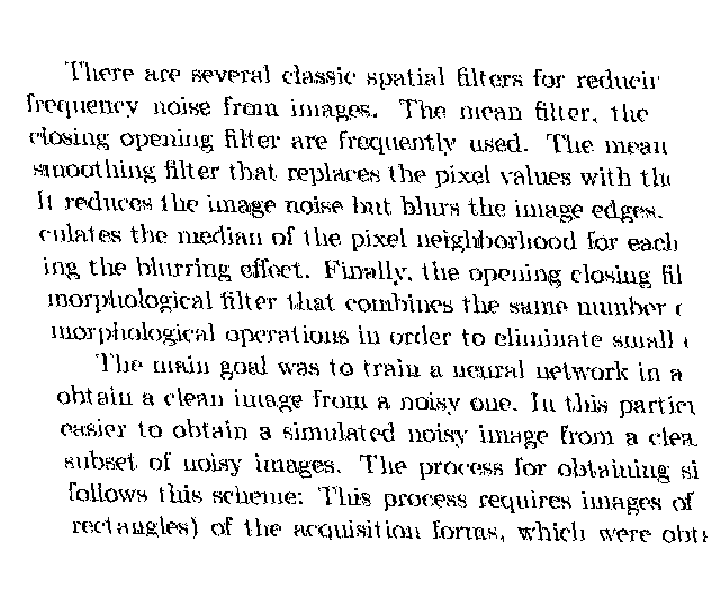 There are several classic spatial filters for reducin
frequency noise from images. The mean filter, the
closing opening filter are frequently used. The mean
smoothing filter that replaces the pixel values with the
It reduces the image noise but blurs the image edges.
culates the median of the pixel neighborhood for each
ing the blurring effect. Finally, the opening closing fil
morphological filter that combines the same number o
morphological operations in order to eliminate small
The main goal was to train a neural network in a
obtain a clean image from a noisy one. In this particu
easier to obtain a simulated noisy image from a clea
subset of noisy images. The process for obtaining si
follows this scheme: This process requires images of
rectangles) of the acquisition forms, which were obta